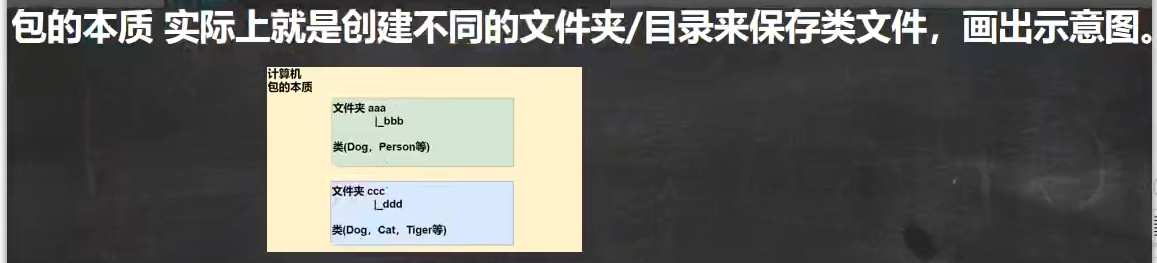 包的本质 实际上就是创建不同的文件夹/目录来保存类文件，画出示意图。
计算机
包的本质
文件夹 aaa
|_bbb
类(Dog，Person等)
文件夹 ccc
|_ddd
类(Dog，Cat，Tiger等)